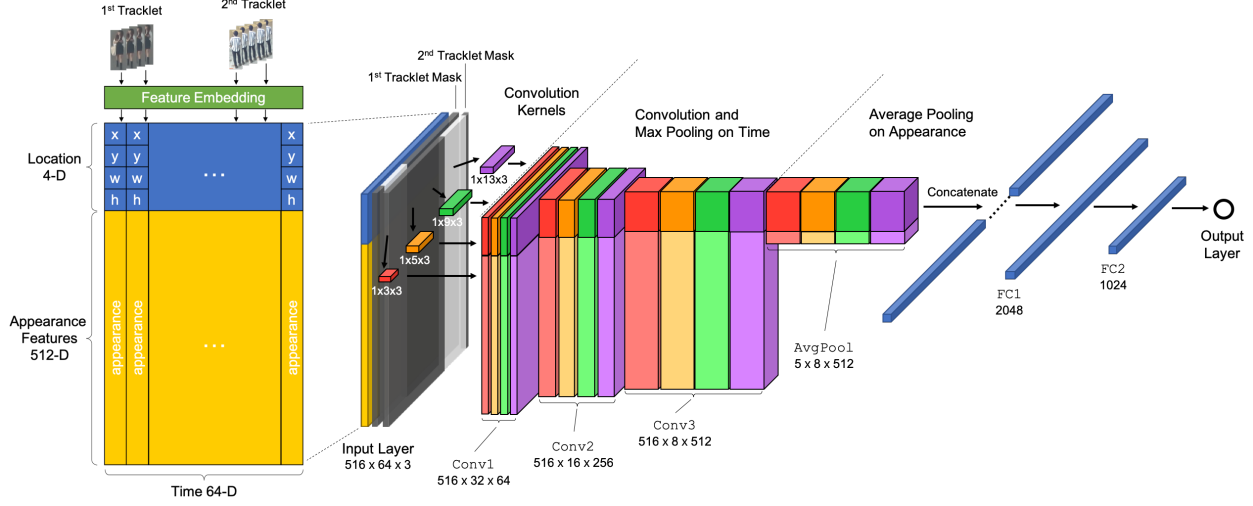 1st Tracklet
2nd Tracklet
Feature Embedding
Location
4-D
x x x
y y y
w w w
h h h
...
Appearance
Features
512-D
appearance
appearance
...
appearance
Time 64-D
2nd Tracklet Mask
1st Tracklet Mask
Convolution
Kernels
1x13x3
1x9x3
1x5x3
1x3x3
Input Layer
516 x 64 x 3
Conv1
516 x 32 x 64
Conv2
516 x 16 x 256
Convolution and
Max Pooling on Time
Conv3
516 x 8 x 512
Average Pooling
on Appearance
AvgPool
5 x 8 x 512
Concatenate
FC1
2048
FC2
1024
Output
Layer